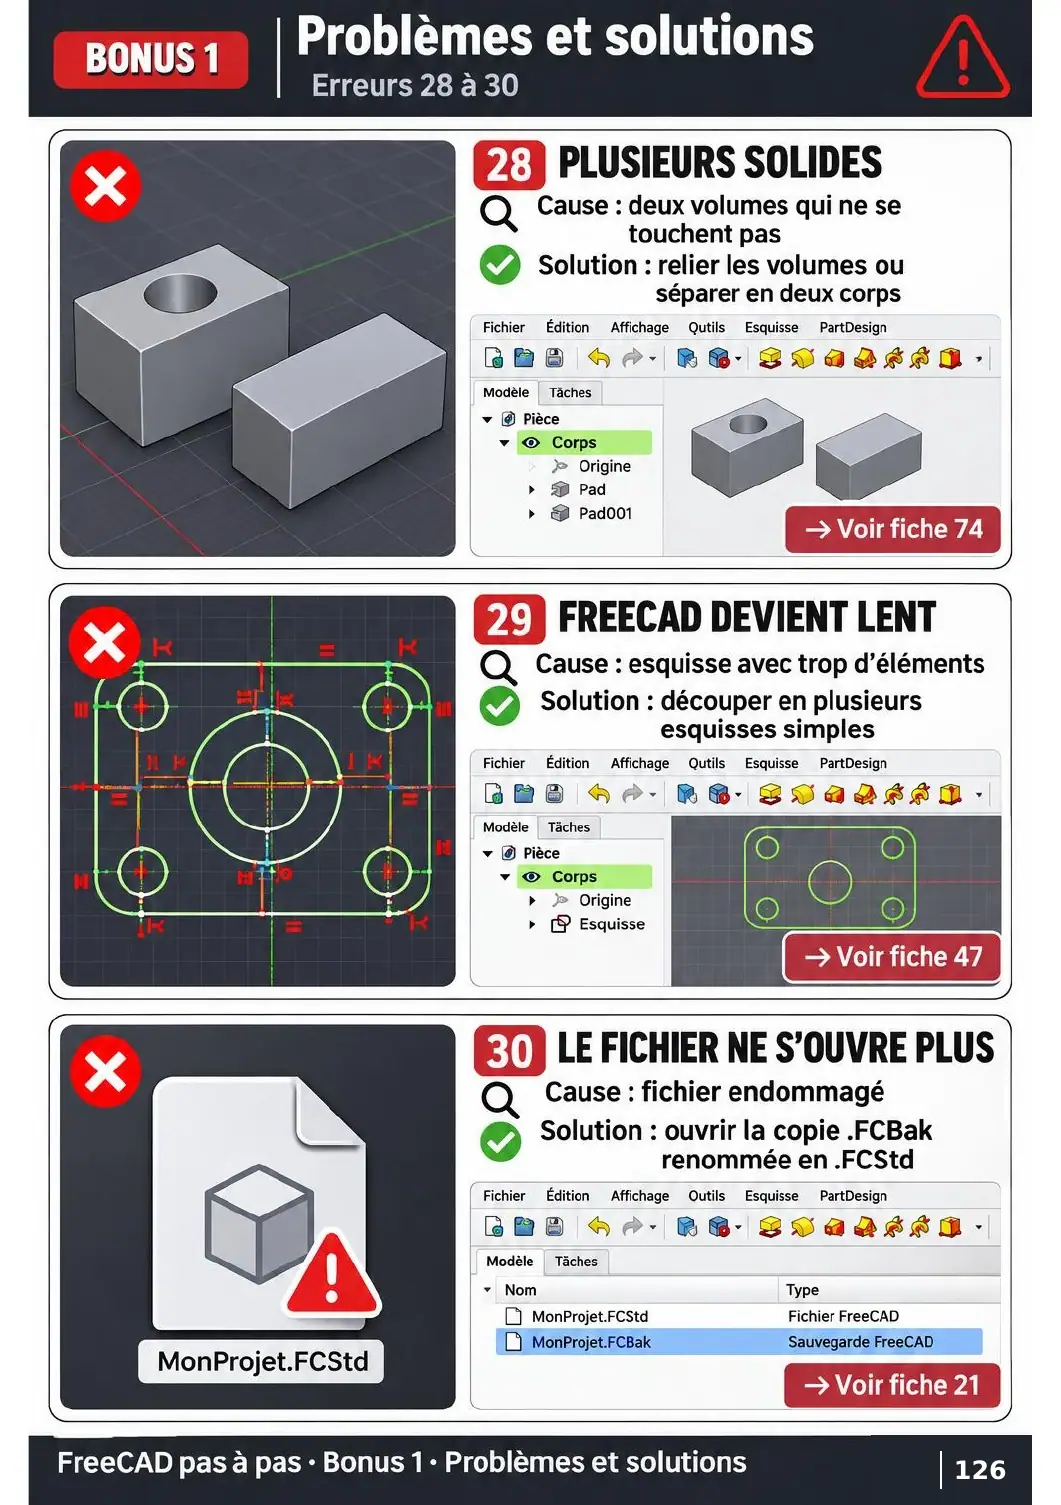 BONUS 1
Problèmes et solutions
Erreurs 28 à 30
28 PLUSIEURS SOLIDES
Cause : deux volumes qui ne se
touchent pas
Solution : relier les volumes ou
séparer en deux corps
Fichier Édition Affichage Outils Esquisse PartDesign
Modèle Tâches
Pièce
Corps
Origine
Pad
Pad001
→ Voir fiche 74
29 FREECAD DEVIENT LENT
Cause : esquisse avec trop d'éléments
Solution : découper en plusieurs
esquisses simples
Fichier Édition Affichage Outils Esquisse PartDesign
Modèle Tâches
Pièce
Corps
Origine
Esquisse
→ Voir fiche 47
MonProjet.FCStd
30 LE FICHIER NE S'OUVRE PLUS
Cause : fichier endommagé
Solution : ouvrir la copie .FCBak
renommée en .FCStd
Fichier Édition Affichage Outils Esquisse PartDesign
Modèle Tâches
Nom Type
MonProjet.FCStd Fichier FreeCAD
MonProjet.FCBak Sauvegarde FreeCAD
→ Voir fiche 21
FreeCAD pas à pas · Bonus 1 · Problèmes et solutions
126